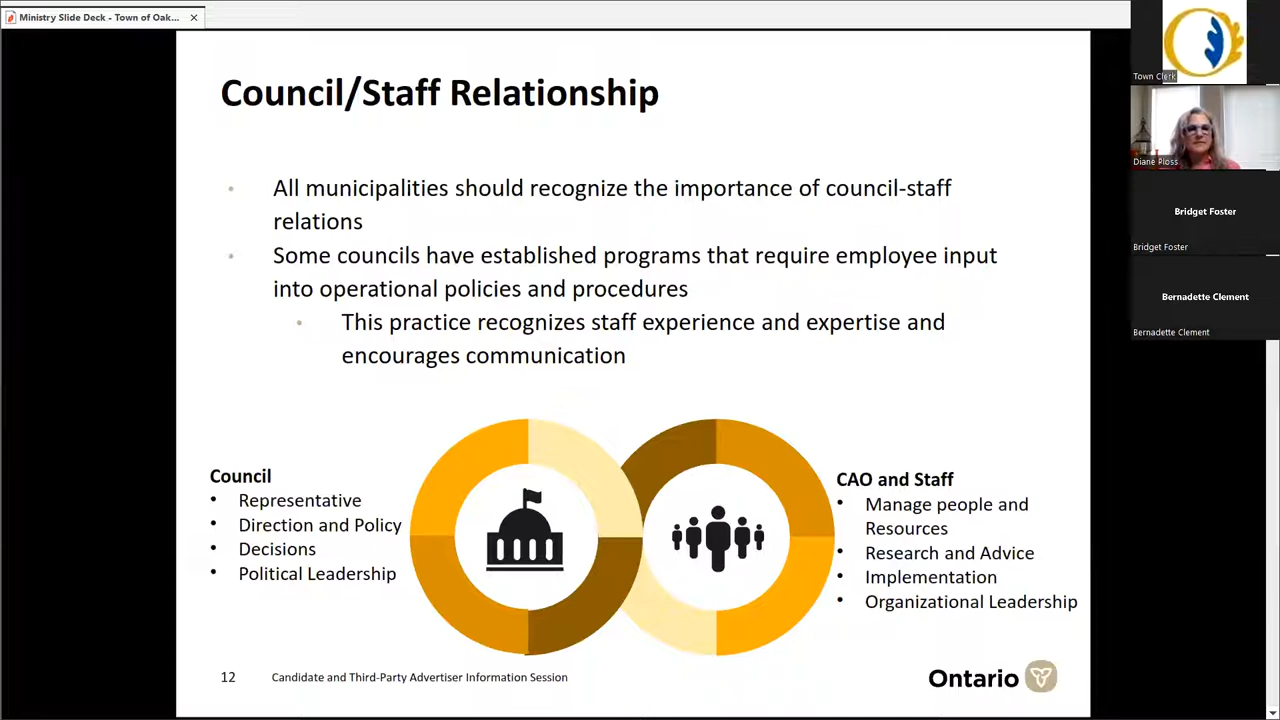 Ministry Slide Deck - Town of Oak...
Council/Staff Relationship
• All municipalities should recognize the importance of council-staff
relations
• Some councils have established programs that require employee input
into operational policies and procedures
• This practice recognizes staff experience and expertise and
encourages communication
Council
• Representative
• Direction and Policy
• Decisions
• Political Leadership
CAO and Staff
• Manage people and
Resources
• Research and Advice
• Implementation
• Organizational Leadership
12
Candidate and Third-Party Advertiser Information Session
Ontario
Town Clerk
Diane Ploss
Bridget Foster
Bridget Foster
Bernadette Clement
Bernadette Clement